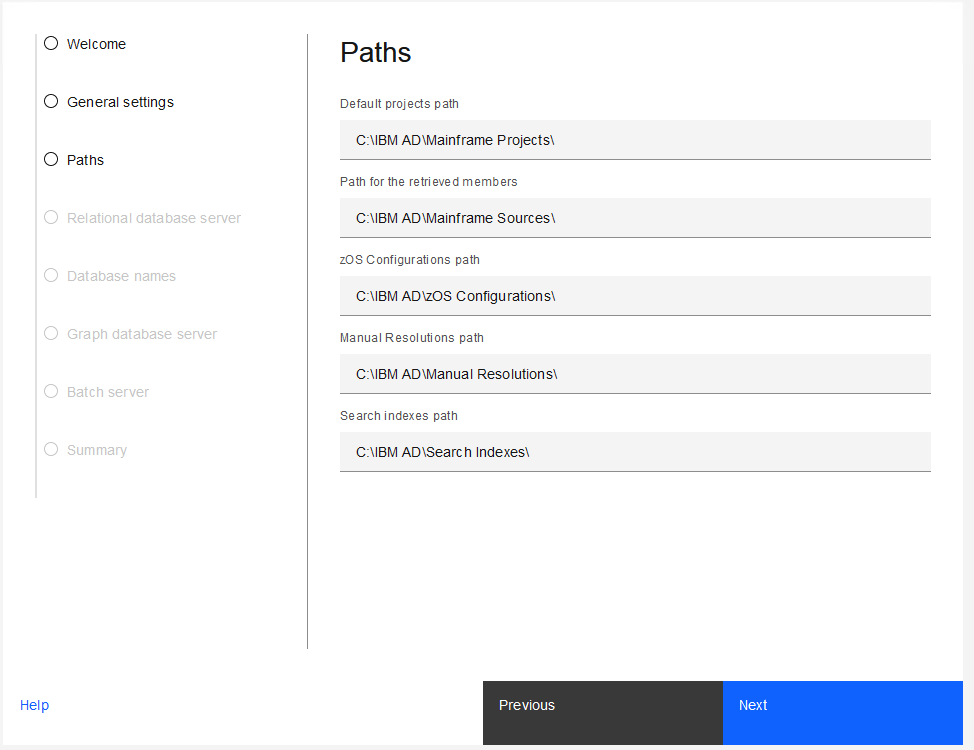 Welcome
General settings
Paths
Relational database server
Database names
Graph database server
Batch server
Summary
Paths
Default projects path
C:\IBM AD\Mainframe Projects\
Path for the retrieved members
C:\IBM AD\Mainframe Sources\
zOS Configurations path
C:\IBM AD\zOS Configurations\
Manual Resolutions path
C:\IBM AD\Manual Resolutions\
Search indexes path
C:\IBM AD\Search Indexes\
Help
Previous
Next